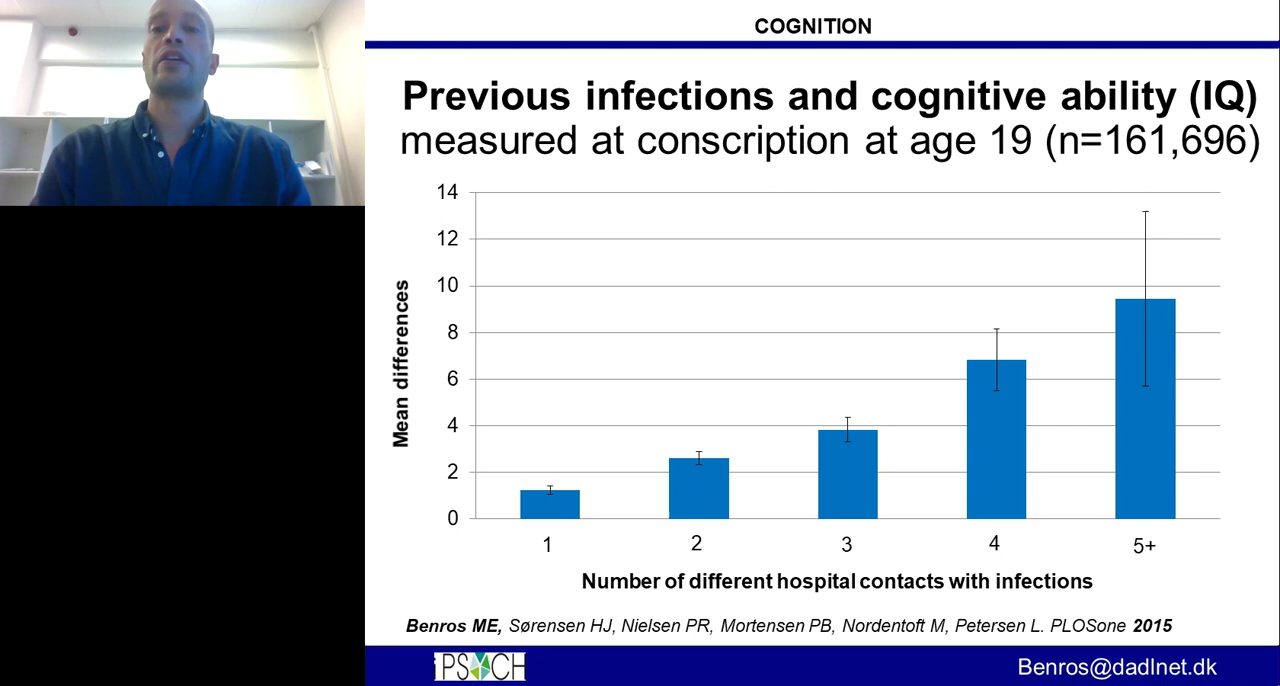 COGNITION
Previous infections and cognitive ability (IQ)
measured at conscription at age 19 (n=161,696)
14
12
10
8
6
4
2
0
Mean differences
1 2 3 4 5+
Number of different hospital contacts with infections
Benros ME, Sørensen HJ, Nielsen PR, Mortensen PB, Nordentoft M, Petersen L. PLOSone 2015
iPSYCH
Benros@dadlnet.dk